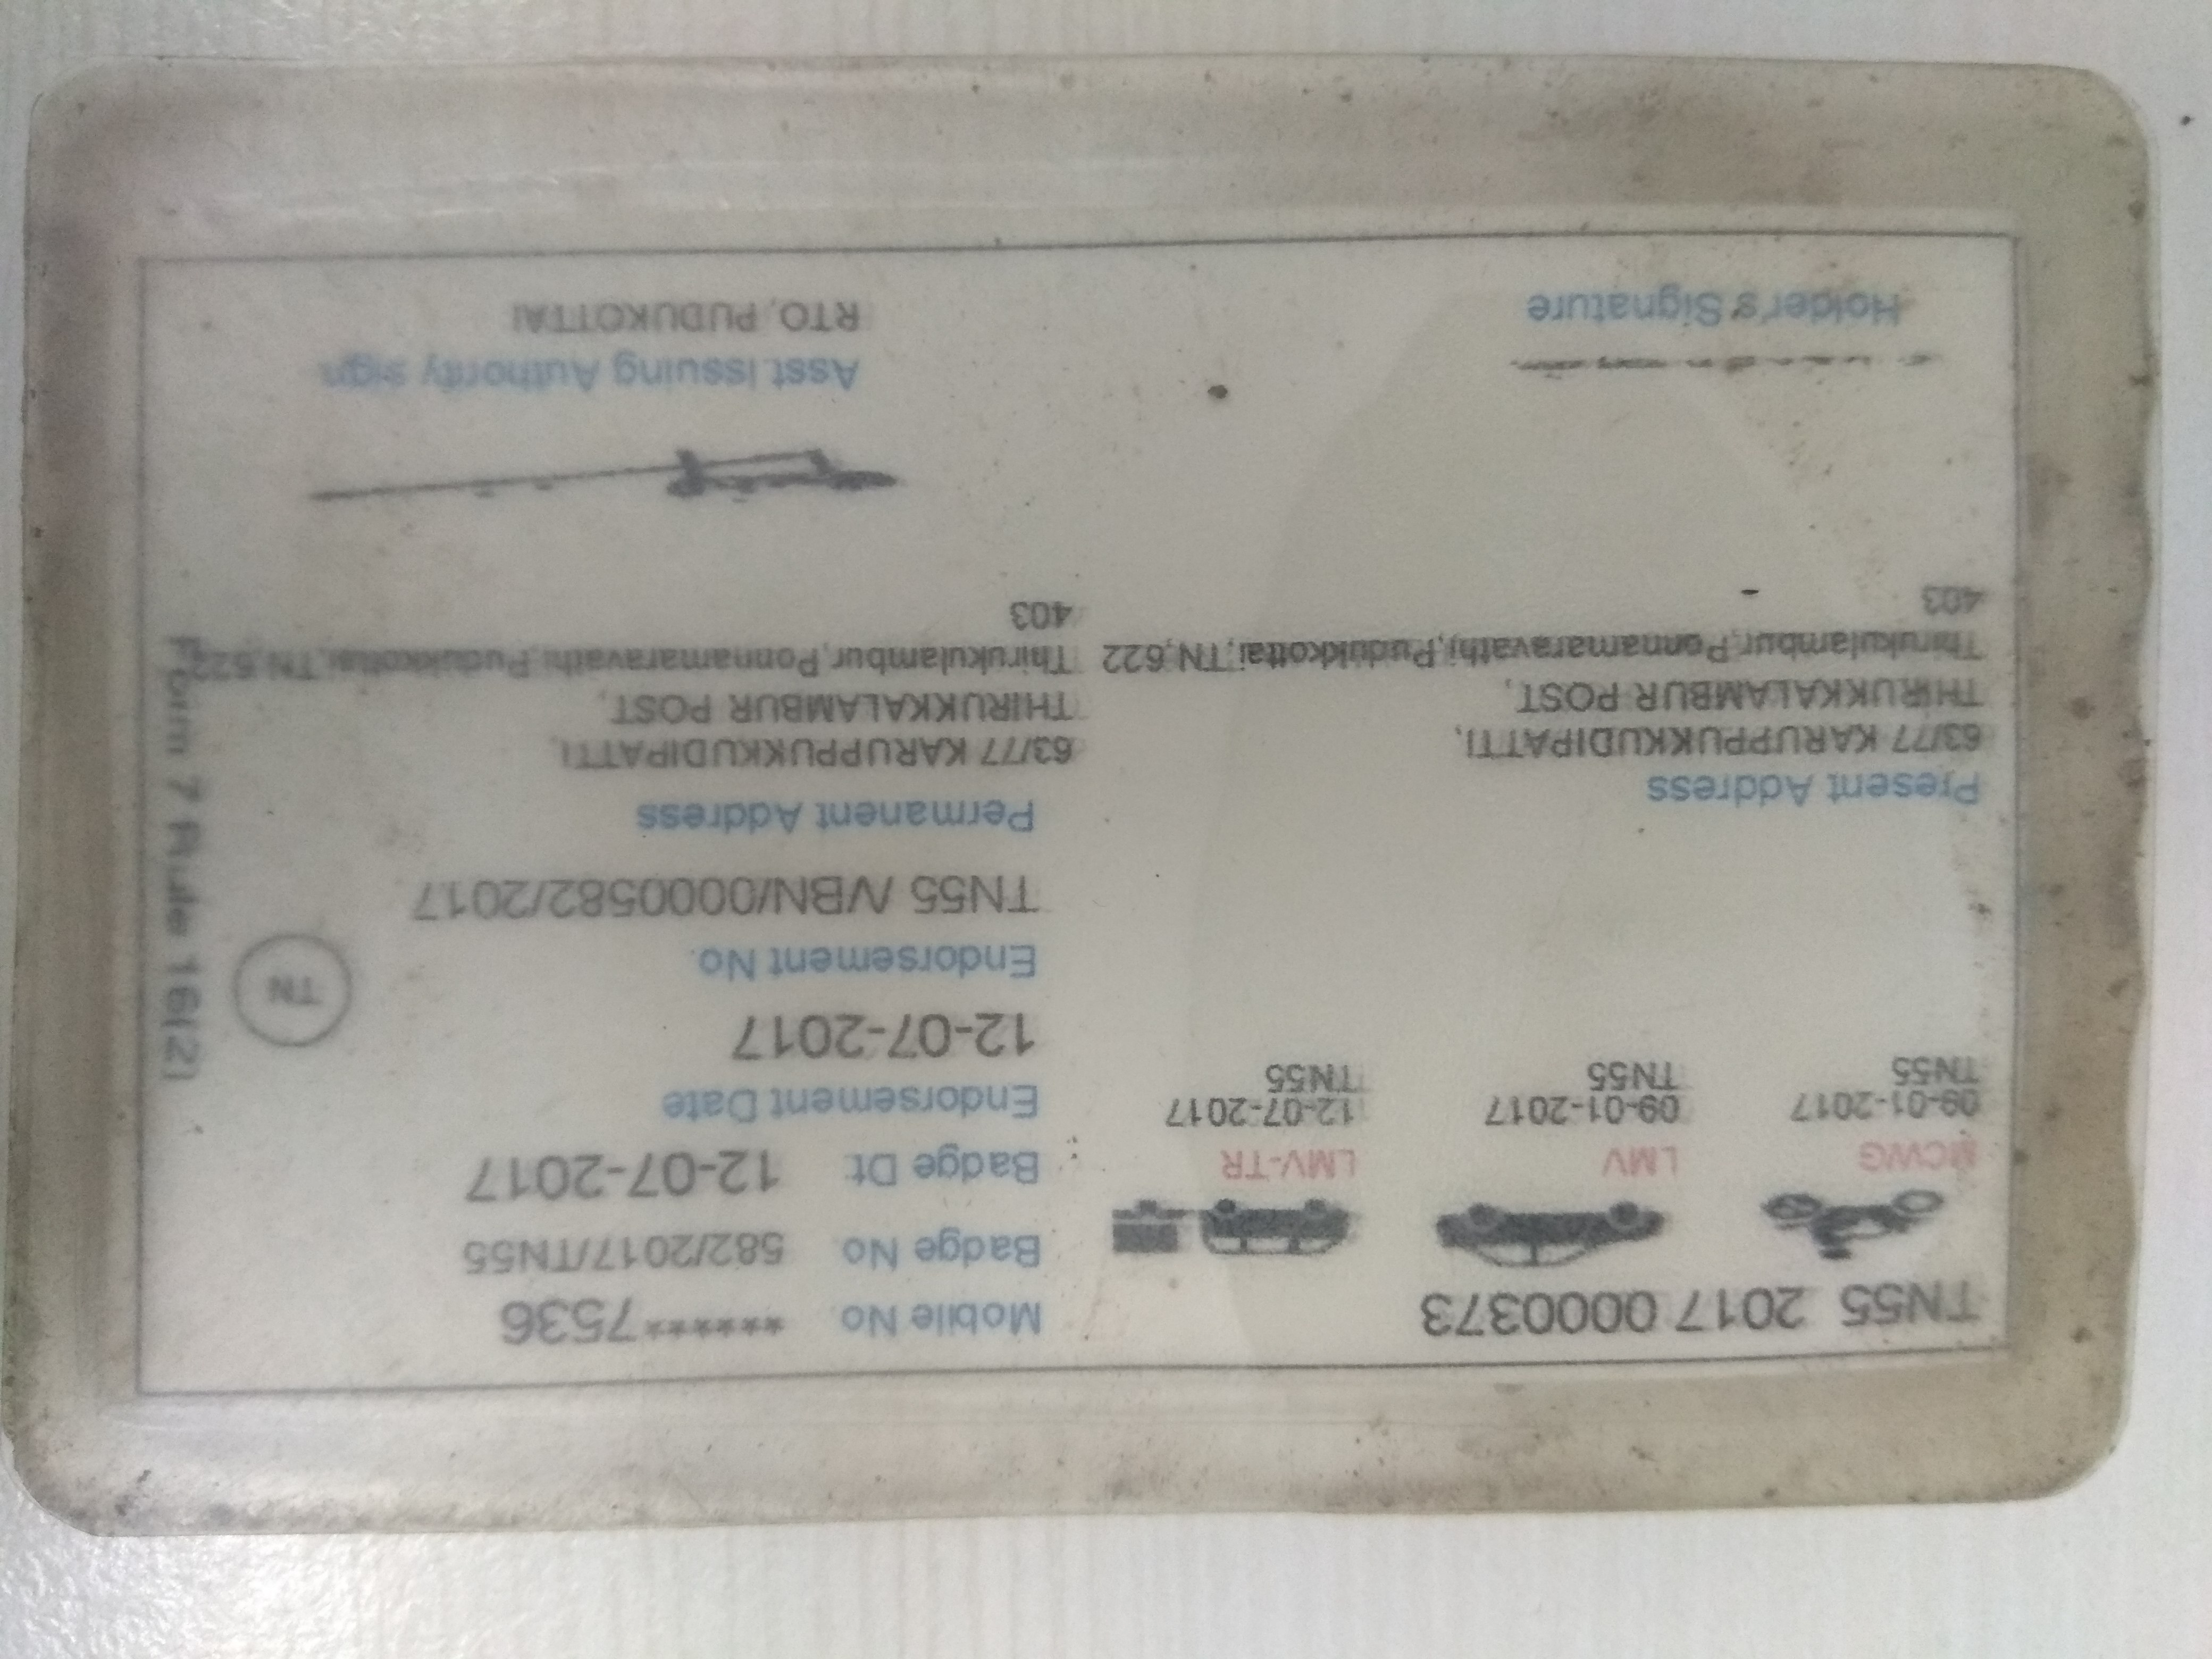 TN55 2017 0000373
MCWG
09-01-2017
TN55
LMV
09-01-2017
TN55
LMV-TR
12-07-2017
TN55
Mobile No. ******7536
Badge No 582/2017/TN55
Badge Dt 12-07-2017
Endorsement Date
12-07-2017
Endorsement No.
TN55 /VBN/0000582/2017
TN
Form 7 Rule 16(2)
Present Address
63/77 KARUPPUKKUDIPATTI,
THIRUKKALAMBUR POST,
Thirukulambur,Ponnamaravathi,Pudukkottai,TN,622
403
Permanent Address
63/77 KARUPPUKKUDIPATTI,
THIRUKKALAMBUR POST,
Thirukulambur,Ponnamaravathi,Pudukkottai,TN,622
403
Holder's Signature
Asst.Issuing Authority sign
RTO, PUDUKOTTAI